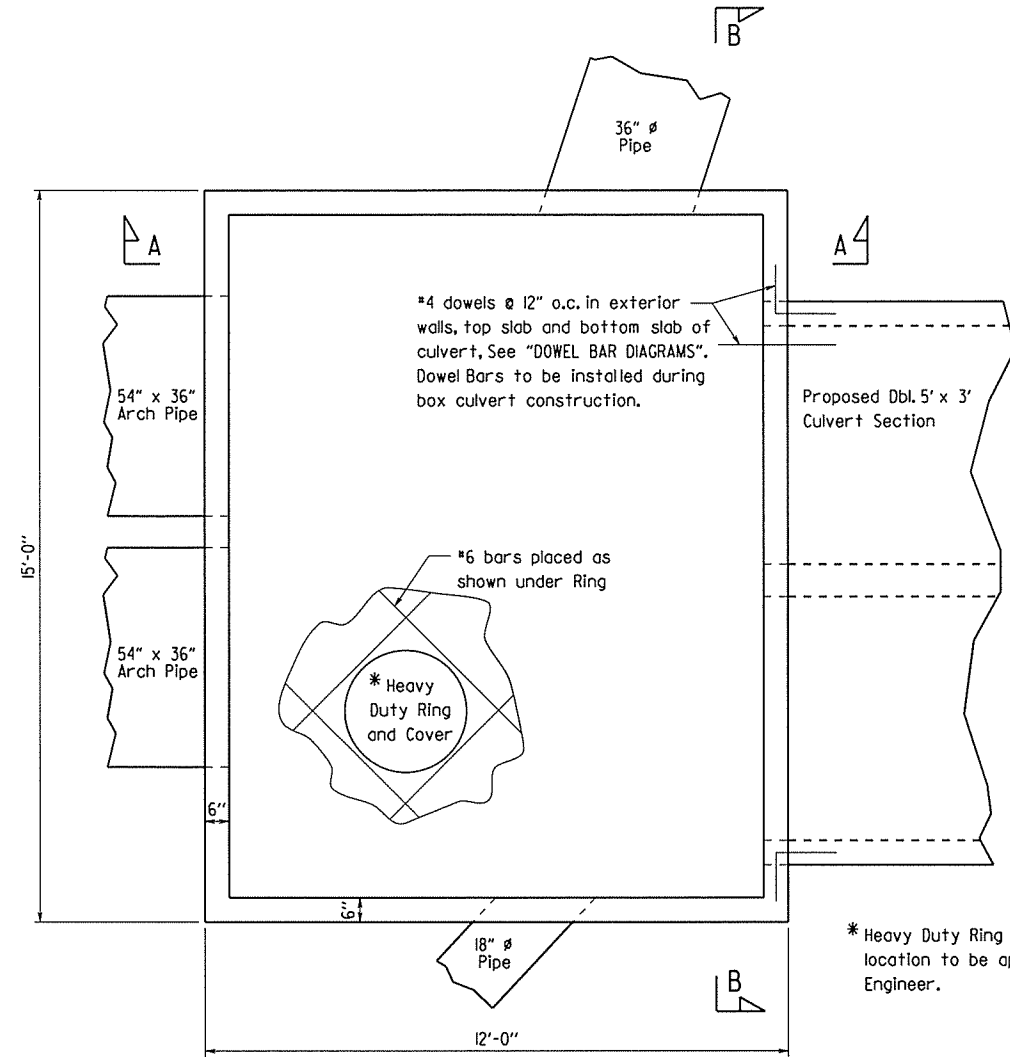 B
36" ø
Pipe
A
A
#4 dowels @ 12" o.c. in exterior
walls, top slab and bottom slab of
culvert, See "DOWEL BAR DIAGRAMS".
Dowel Bars to be installed during
box culvert construction.
54" x 36"
Arch Pipe
Proposed Dbl. 5' x 3'
Culvert Section
15'-0"
#6 bars placed as
shown under Ring
54" x 36"
Arch Pipe
* Heavy
Duty Ring
and Cover
6"
6"
18" ø
Pipe
* Heavy Duty Ring
location to be
Engineer.
B
12'-0"